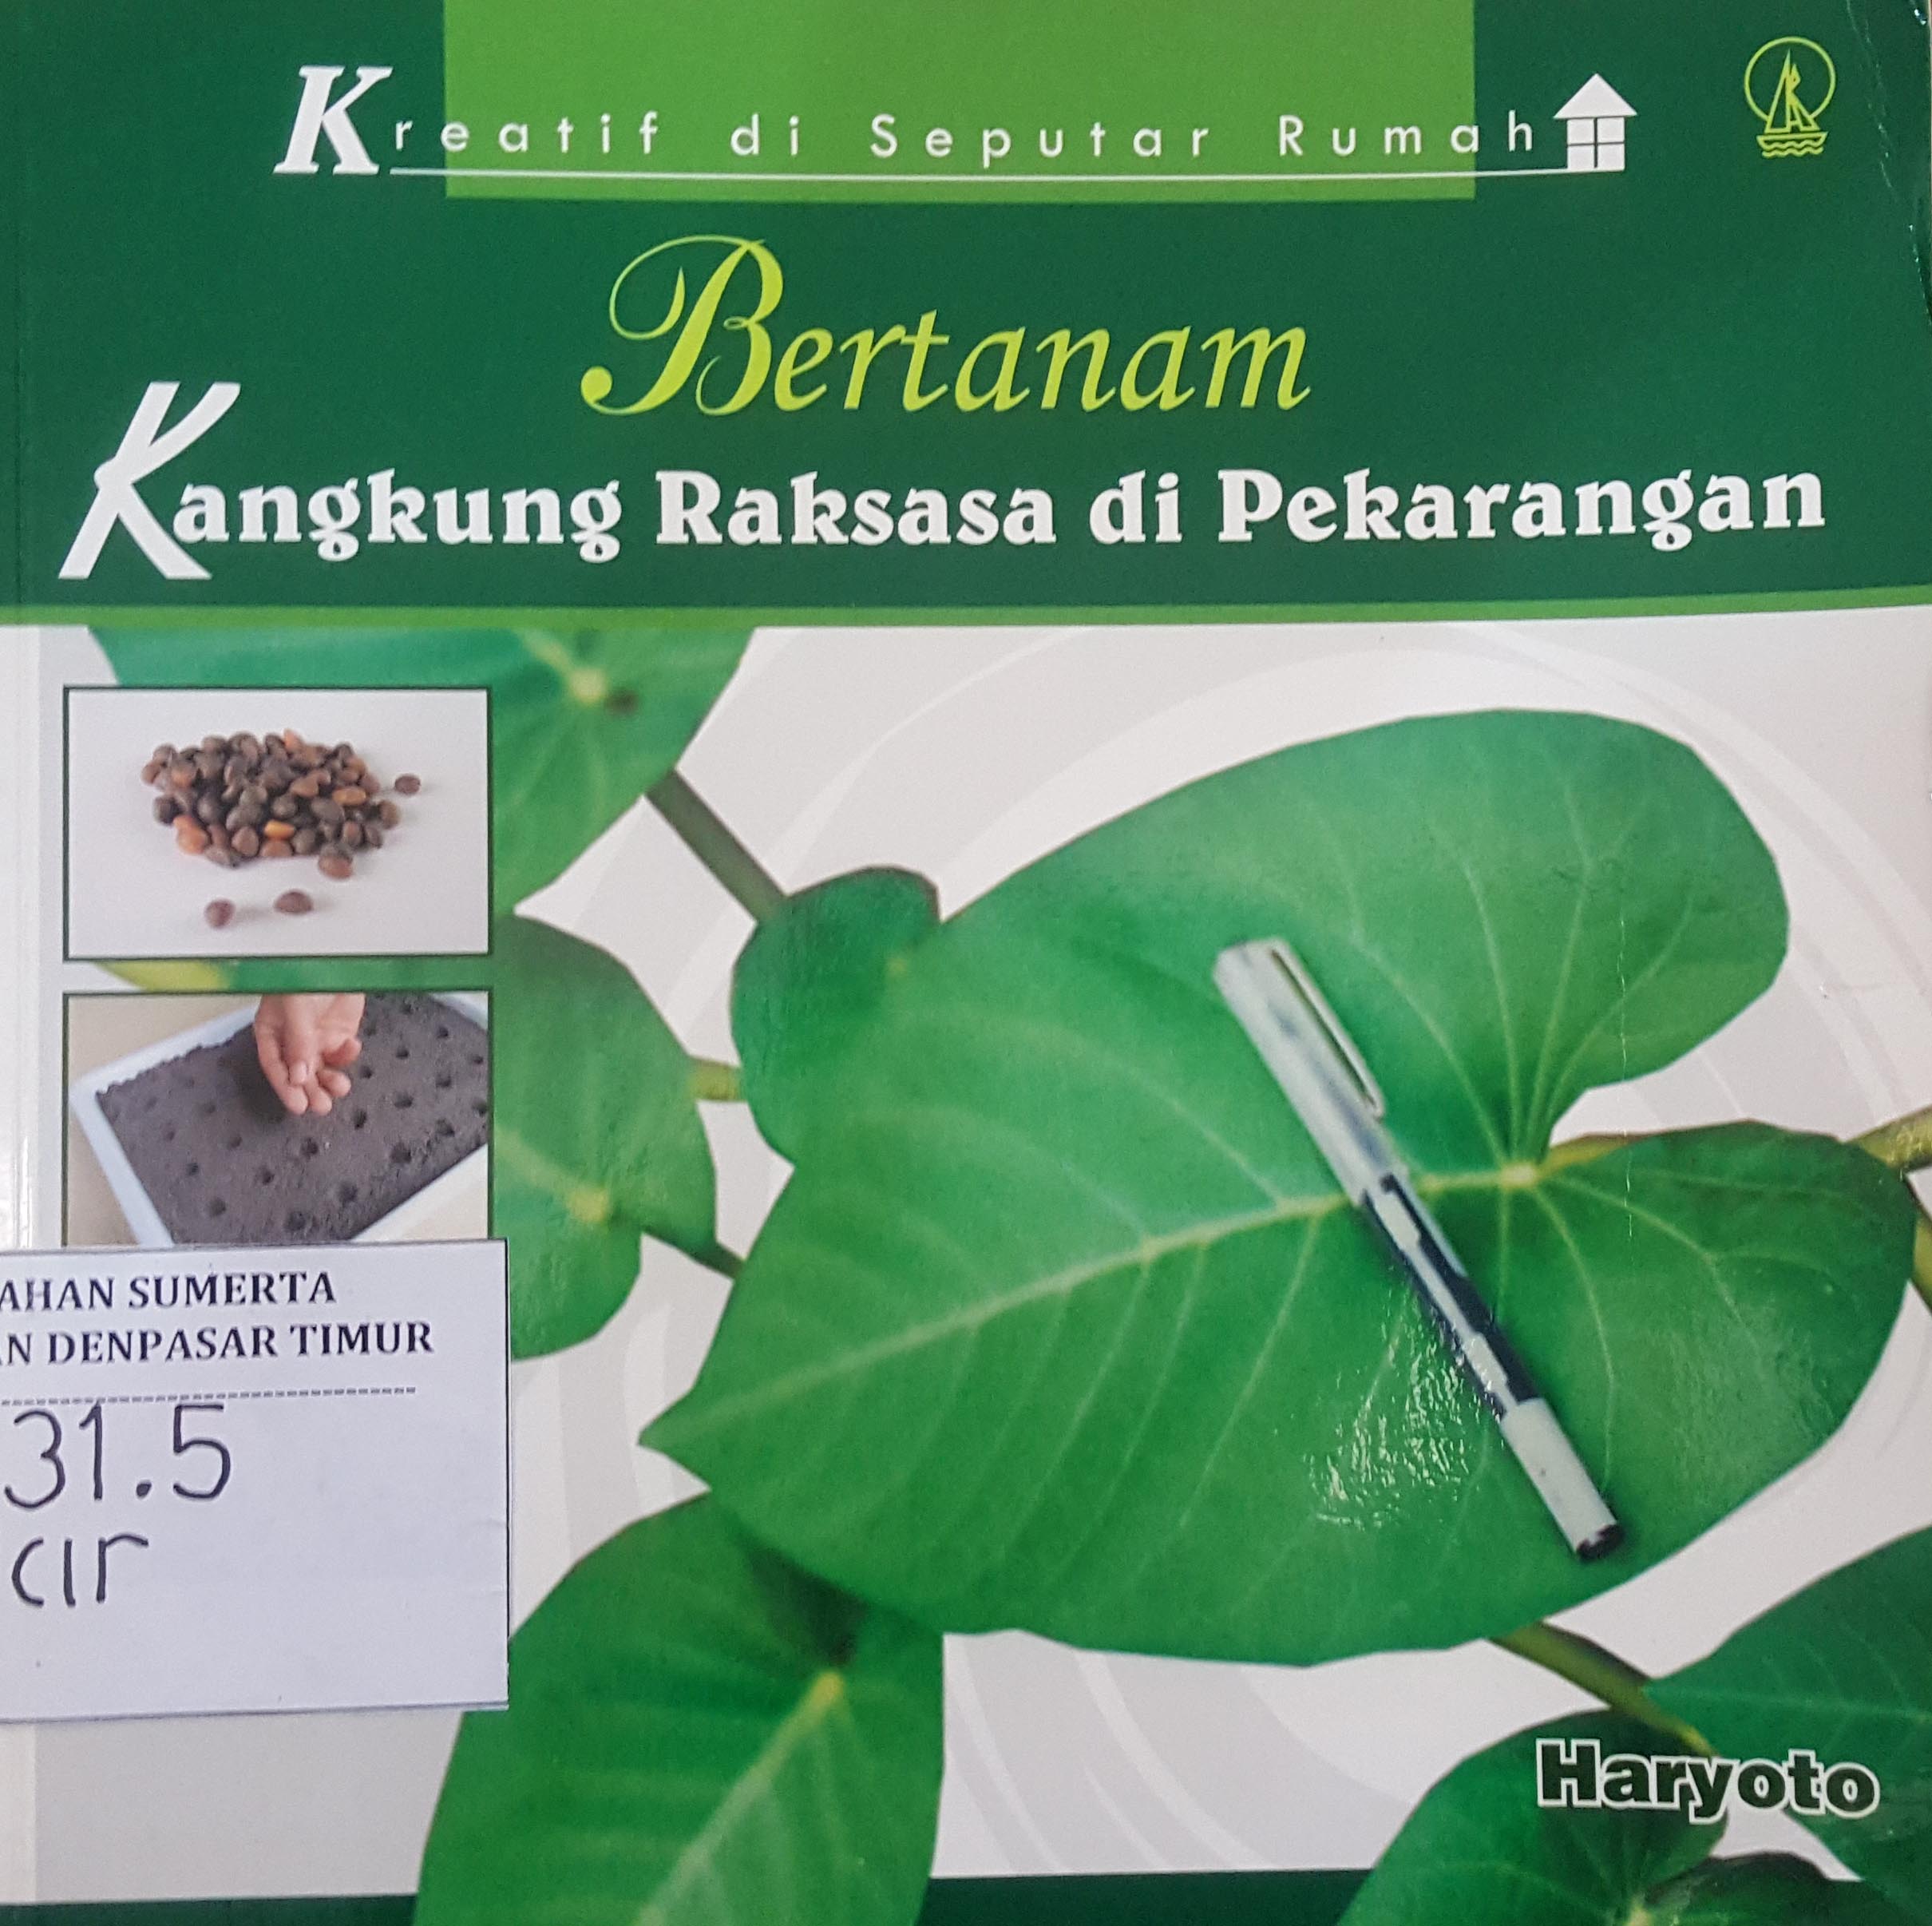 Kreatif di Seputar Rumah
Bertanam
Kangkung Raksasa di Pekarangan
AHAN SUMERTA
AN DENPASAR TIMUR
31.5
Haryoto